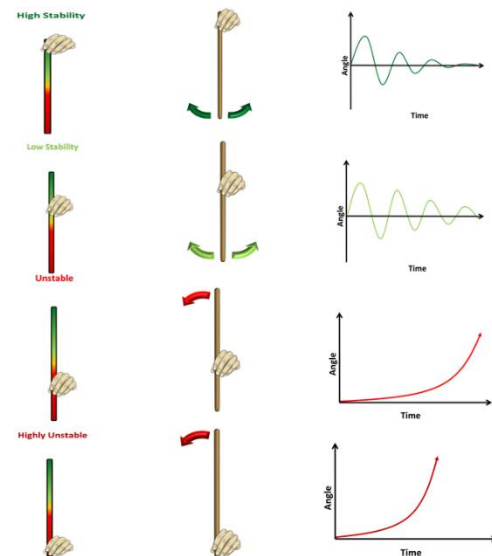 High Stability
Angle
Time
Low Stability
Angle
Time
Unstable
Angle
Time
Highly Unstable
Angle
Time